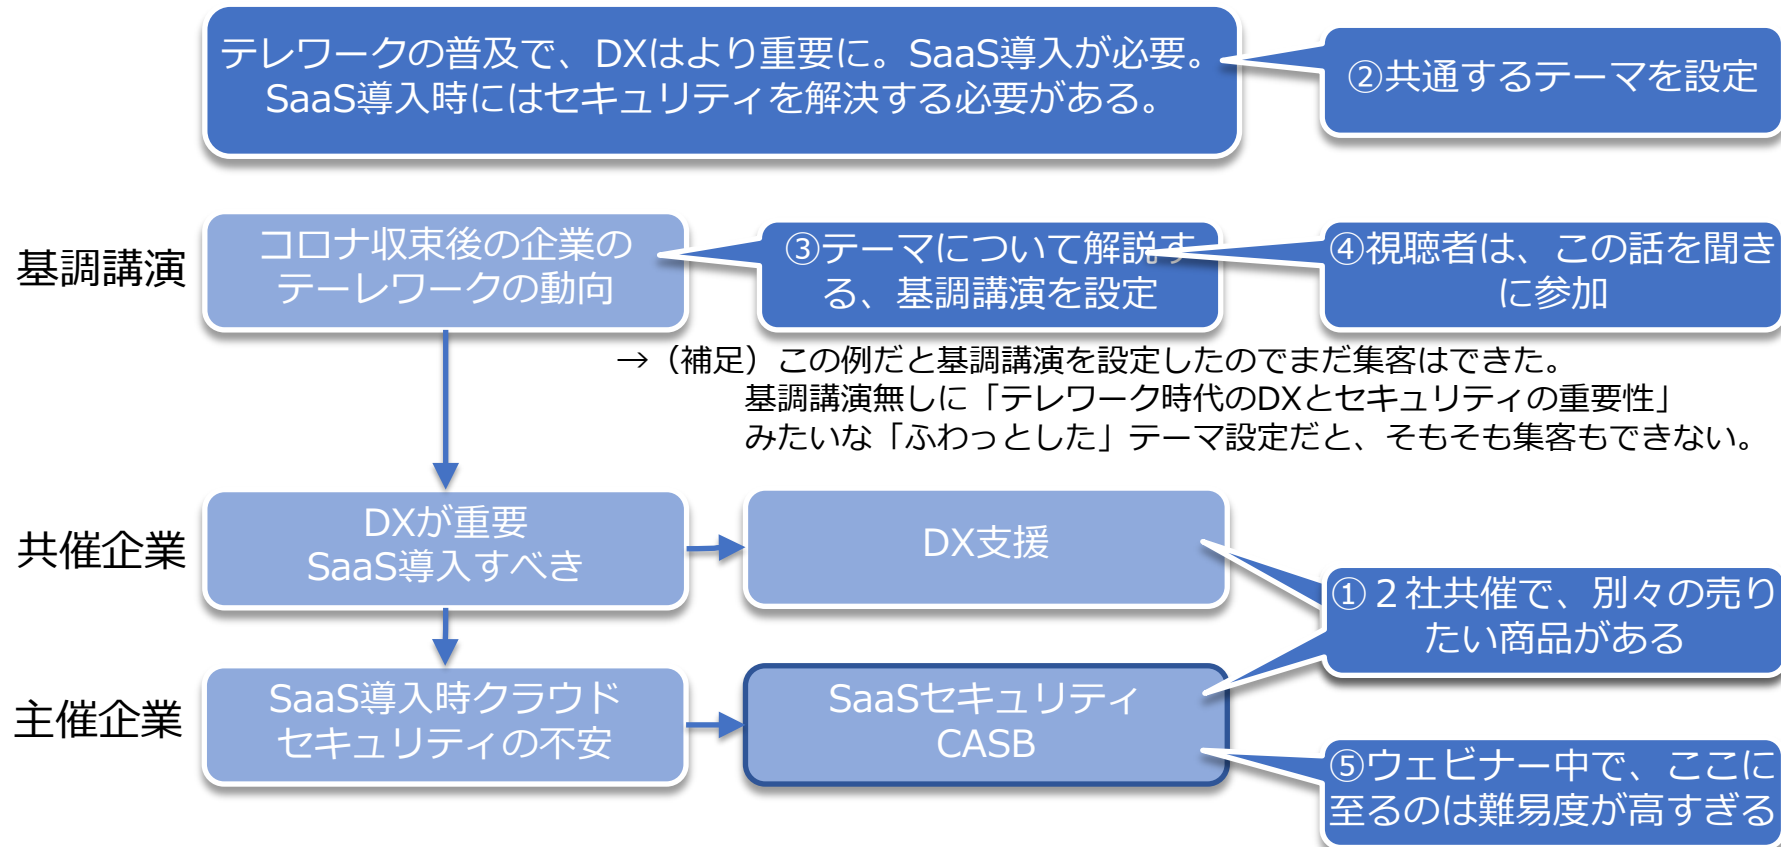 テレワークの普及で、DXはより重要に。SaaS導入が必要。
SaaS導入時にはセキュリティを解決する必要がある。
②共通するテーマを設定
基調講演
コロナ収束後の企業の
テーレワークの動向
③テーマについて解説す
る、基調講演を設定
④視聴者は、この話を聞き
に参加
→（補足）この例だと基調講演を設定したのでまだ集客はできた。
基調講演無しに「テレワーク時代のDXとセキュリティの重要性」
みたいな「ふわっとした」テーマ設定だと、そもそも集客もできない。
共催企業
DXが重要
SaaS導入すべき
DX支援
①２社共催で、別々の売り
たい商品がある
主催企業
SaaS導入時クラウド
セキュリティの不安
SaaSセキュリティ
CASB
⑤ウェビナー中で、ここに
至るのは難易度が高すぎる